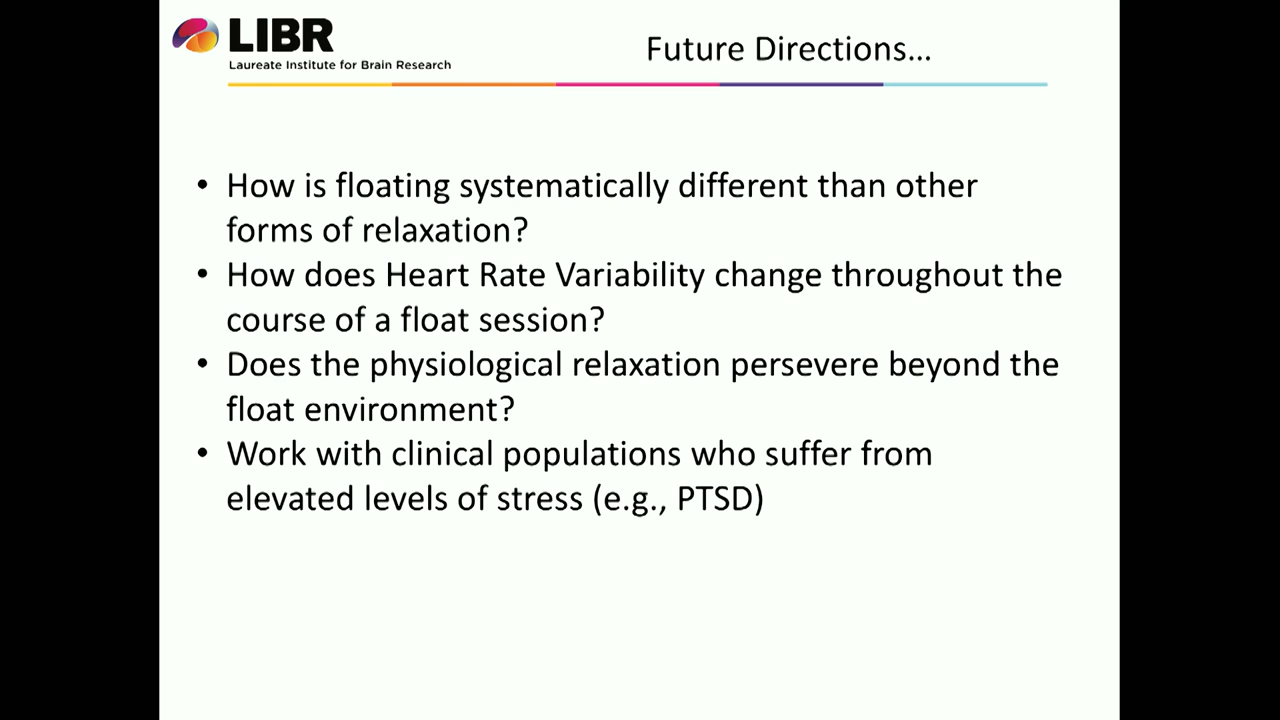 LIBR
Laureate Institute for Brain Research
Future Directions...
• How is floating systematically different than other
forms of relaxation?
• How does Heart Rate Variability change throughout the
course of a float session?
• Does the physiological relaxation persevere beyond the
float environment?
• Work with clinical populations who suffer from
elevated levels of stress (e.g., PTSD)